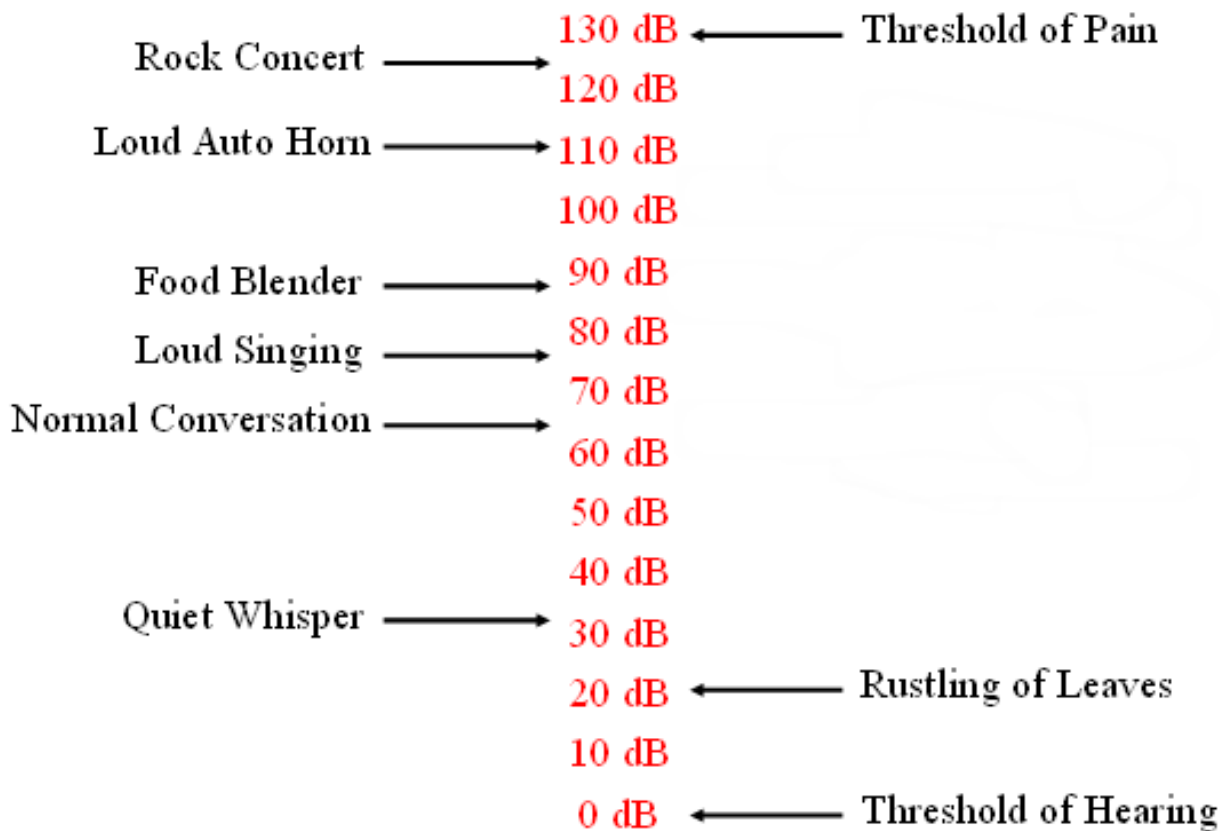 130 dB
Threshold of Pain
Rock Concert
120 dB
Loud Auto Horn
110 dB
100 dB
Food Blender
90 dB
80 dB
Loud Singing
70 dB
Normal Conversation
60 dB
50 dB
40 dB
Quiet Whisper
30 dB
20 dB
Rustling of Leaves
10 dB
0 dB
Threshold of Hearing